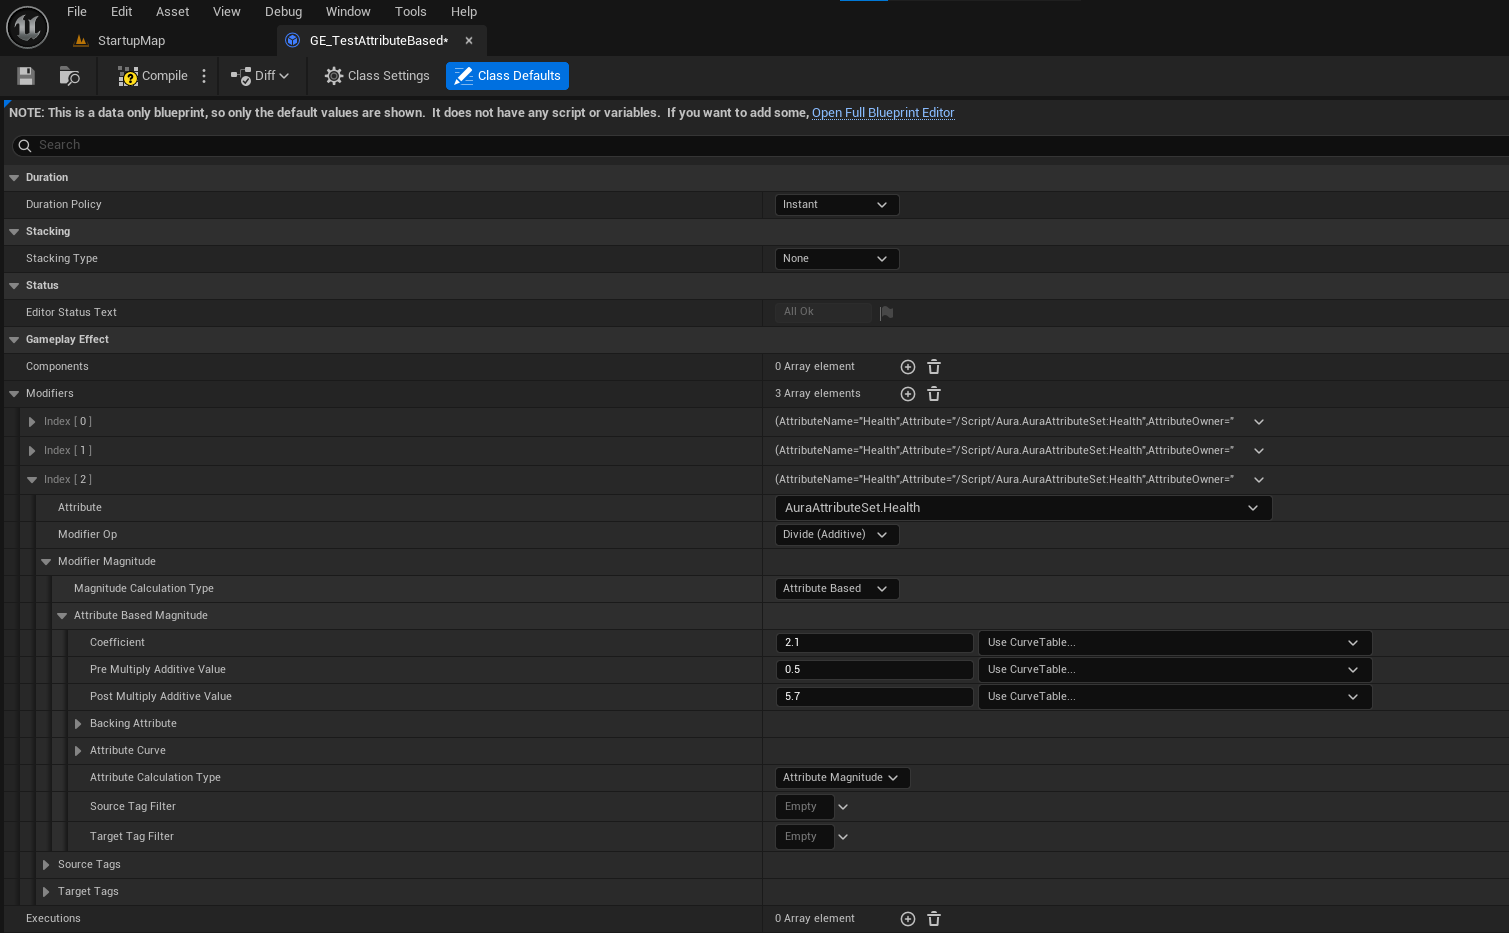 File Edit Asset View Debug Window Tools Help
StartupMap GE_TestAttributeBased*
Compile Diff Class Settings Class Defaults
NOTE: This is a data only blueprint, so only the default values are shown.  It does not have any script or variables.  If you want to add some, Open Full Blueprint Editor
Search
Duration
Duration Policy Instant
Stacking
Stacking Type None
Status
Editor Status Text All Ok
Gameplay Effect
Components 0 Array element
Modifiers 3 Array elements
Index [ 0 ] (AttributeName="Health",Attribute="/Script/Aura.AuraAttributeSet:Health",AttributeOwner="
Index [ 1 ] (AttributeName="Health",Attribute="/Script/Aura.AuraAttributeSet:Health",AttributeOwner="
Index [ 2 ] (AttributeName="Health",Attribute="/Script/Aura.AuraAttributeSet:Health",AttributeOwner="
Attribute AuraAttributeSet.Health
Modifier Op Divide (Additive)
Modifier Magnitude
Magnitude Calculation Type Attribute Based
Attribute Based Magnitude
Coefficient 2.1 Use CurveTable...
Pre Multiply Additive Value 0.5 Use CurveTable...
Post Multiply Additive Value 5.7 Use CurveTable...
Backing Attribute
Attribute Curve
Attribute Calculation Type Attribute Magnitude
Source Tag Filter Empty
Target Tag Filter Empty
Source Tags
Target Tags
Executions 0 Array element